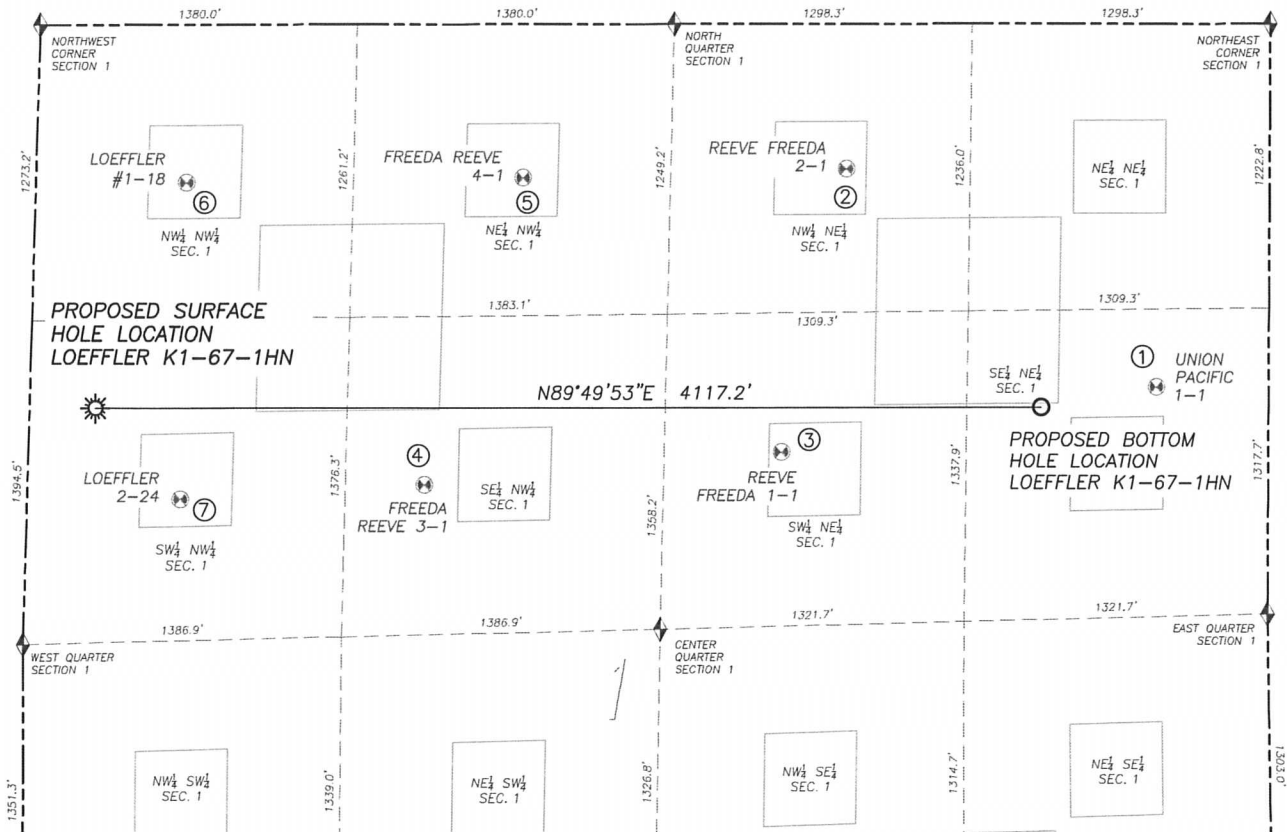 1380.0'
1380.0'
1298.3'
1298.3'
NORTHWEST
CORNER
SECTION 1
NORTH
QUARTER
SECTION 1
NORTHEAST
CORNER
SECTION 1
1273.2'
1261.2'
1249.2'
1236.0'
1222.8'
LOEFFLER
#1-18
⑥
NW¼ NW¼
SEC. 1
FREEDA REEVE
4-1
⑤
NE¼ NW¼
SEC. 1
REEVE FREEDA
2-1
②
NW¼ NE¼
SEC. 1
NE¼ NE¼
SEC. 1
PROPOSED SURFACE
HOLE LOCATION
LOEFFLER K1-67-1HN
1383.1'
1309.3'
1309.3'
①
UNION
PACIFIC
1-1
SE¼ NE¼
SEC. 1
N89°49'53"E 4117.2'
PROPOSED BOTTOM
HOLE LOCATION
LOEFFLER K1-67-1HN
1394.5'
1376.3'
1358.2'
1337.9'
1317.7'
LOEFFLER
2-24
⑦
SW¼ NW¼
SEC. 1
④
FREEDA
REEVE 3-1
SE¼ NW¼
SEC. 1
③
REEVE
FREEDA 1-1
SW¼ NE¼
SEC. 1
1386.9'
1386.9'
1321.7'
1321.7'
WEST QUARTER
SECTION 1
CENTER
QUARTER
SECTION 1
EAST QUARTER
SECTION 1
1
1351.3'
1339.0'
1326.8'
1314.7'
1303.0'
NW¼ SW¼
SEC. 1
NE¼ SW¼
SEC. 1
NW¼ SE¼
SEC. 1
NE¼ SE¼
SEC. 1